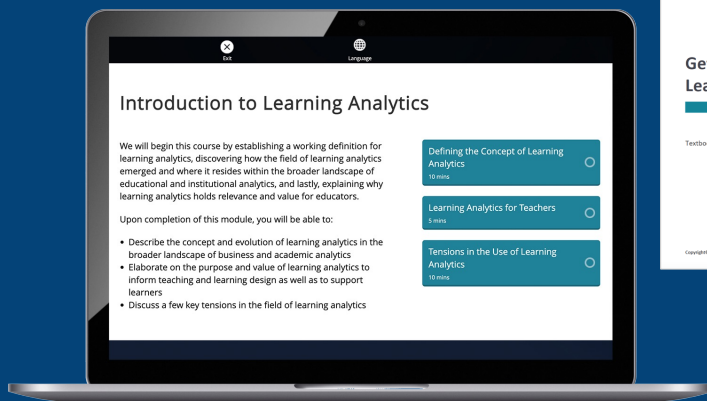 Exit
Language
Introduction to Learning Analytics
We will begin this course by establishing a working definition for
learning analytics, discovering how the field of learning analytics
emerged and where it resides within the broader landscape of
educational and institutional analytics, and lastly, explaining why
learning analytics holds relevance and value for educators.
Upon completion of this module, you will be able to:
• Describe the concept and evolution of learning analytics in the
broader landscape of business and academic analytics
• Elaborate on the purpose and value of learning analytics to
inform teaching and learning design as well as to support
learners
• Discuss a few key tensions in the field of learning analytics
Defining the Concept of Learning
Analytics
10 mins
Learning Analytics for Teachers
5 mins
Tensions in the Use of Learning
Analytics
10 mins